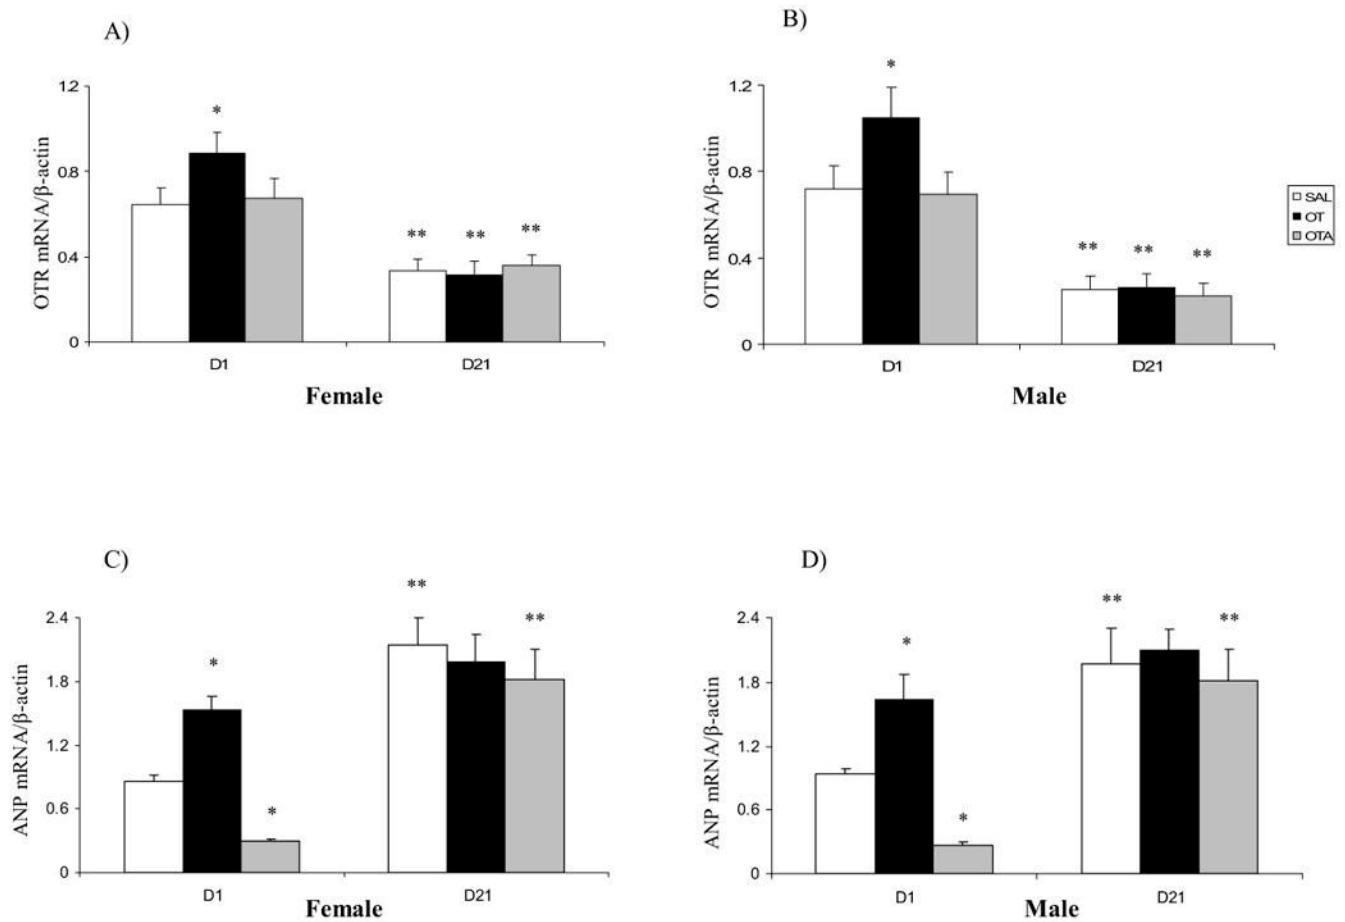 A)
OTR mRNA/β-actin
1.2
*
0.8
** ** **
0.4
0
D1 D21
Female
B)
OTR mRNA/β-actin
*
1.2
0.8
** ** **
0.4
0
D1 D21
Male
SAL
OT
OTA
C)
ANP mRNA/β-actin
**
2.4
**
1.8
*
1.2
0.6
*
0
D1 D21
Female
D)
ANP mRNA/β-actin
**
2.4
**
*
1.8
1.2
0.6
*
0
D1 D21
Male